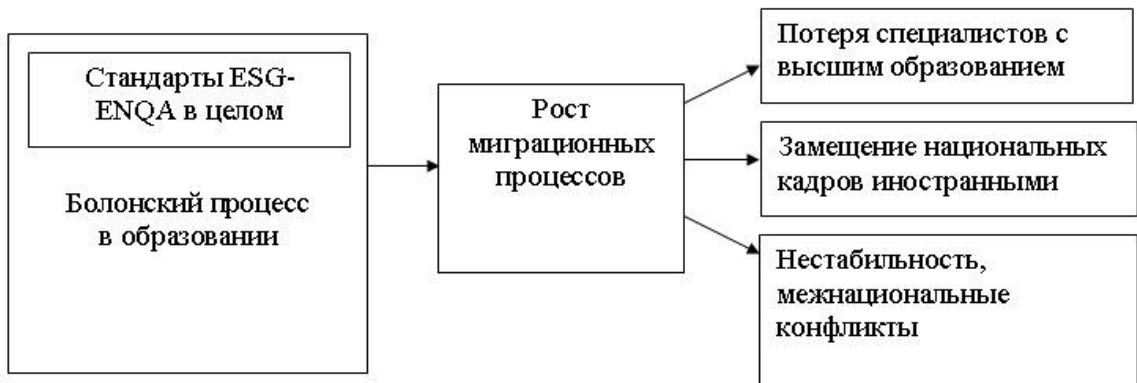 Стандарты ESG-
ENQA в целом
Болонский процесс
в образовании
Рост
миграционных
процессов
Потеря специалистов с
высшим образованием
Замещение национальных
кадров иностранными
Нестабильность,
межнациональные
конфликты